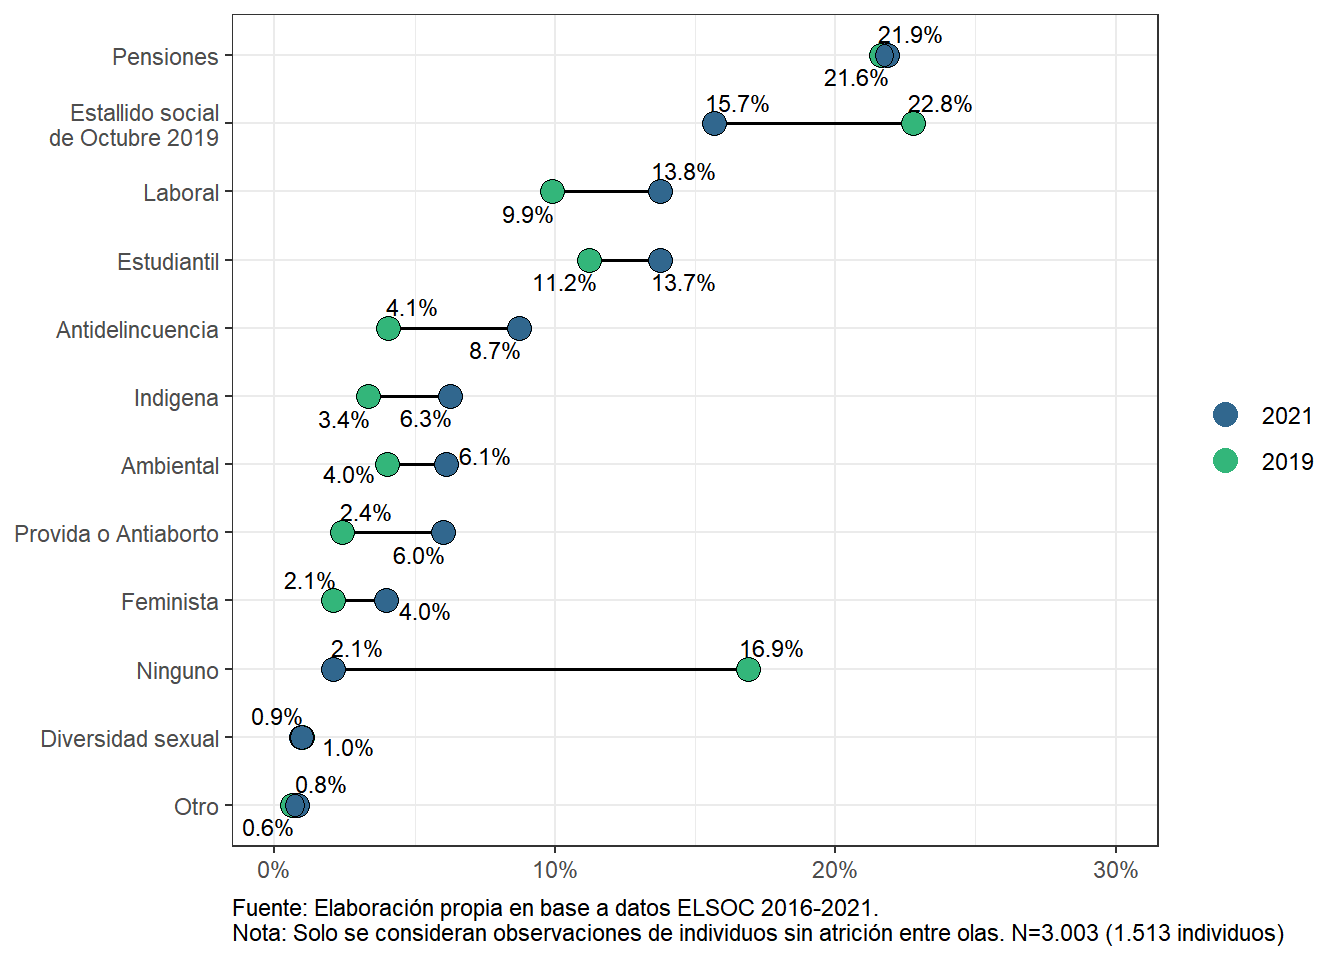 21.9%
Pensiones
21.6%
15.7% 22.8%
Estallido social
de Octubre 2019
13.8%
Laboral
9.9%
Estudiantil
11.2% 13.7%
4.1%
Antidelincuencia
8.7%
Indigena
3.4% 6.3%
6.1%
Ambiental
4.0%
2.4%
Provida o Antiaborto
6.0%
2.1%
Feminista
4.0%
2.1% 16.9%
Ninguno
0.9%
Diversidad sexual
1.0%
0.8%
Otro
0.6%
0% 10% 20% 30%
2021
2019
Fuente: Elaboración propia en base a datos ELSOC 2016-2021.
Nota: Solo se consideran observaciones de individuos sin atrición entre olas. N=3.003 (1.513 individuos)